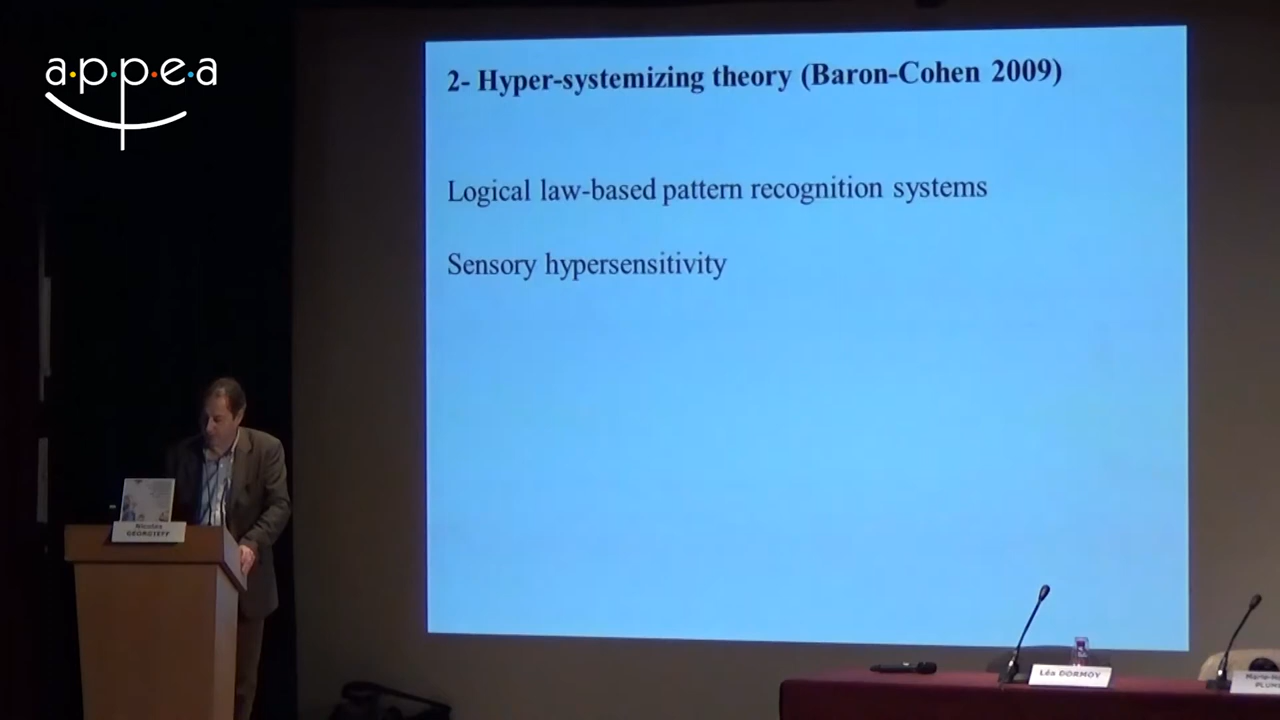 a·p·p·e·a
2- Hyper-systemizing theory (Baron-Cohen 2009)
Logical law-based pattern recognition systems
Sensory hypersensitivity
Nicolas
GEORGIEFF
Léa DORMOY